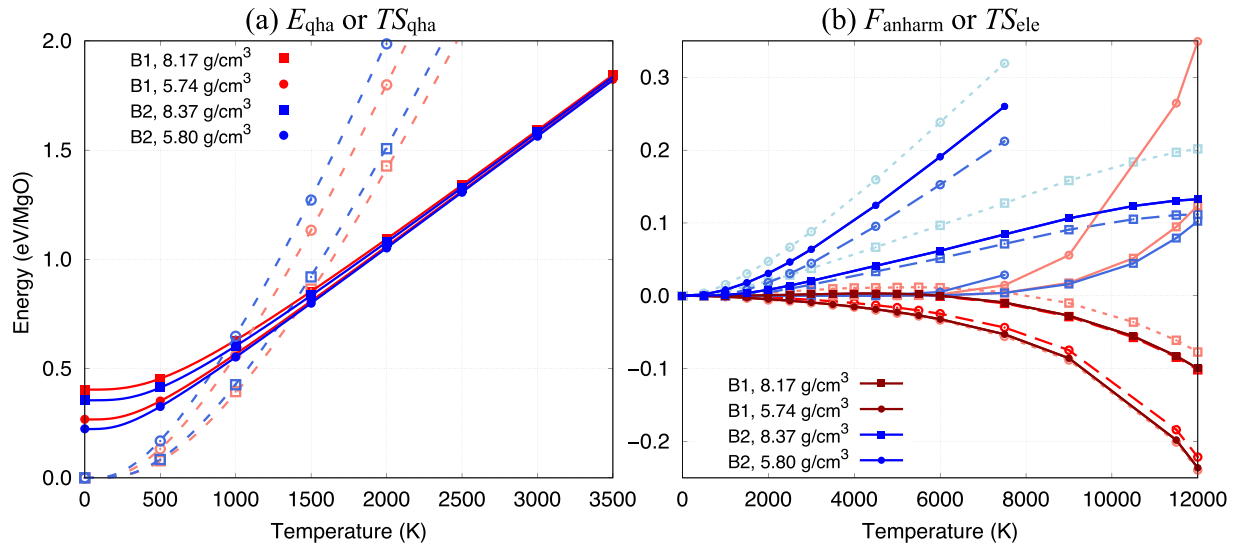 (a) Eqha or TSqha
(b) Fanharm or TSele
2.0
1.5
1.0
0.5
0.0
Energy (eV/MgO)
B1, 8.17 g/cm³
B1, 5.74 g/cm³
B2, 8.37 g/cm³
B2, 5.80 g/cm³
0 500 1000 1500 2000 2500 3000 3500
Temperature (K)
0.3
0.2
0.1
0.0
−0.1
−0.2
B1, 8.17 g/cm³
B1, 5.74 g/cm³
B2, 8.37 g/cm³
B2, 5.80 g/cm³
0 2000 4000 6000 8000 10000 12000
Temperature (K)